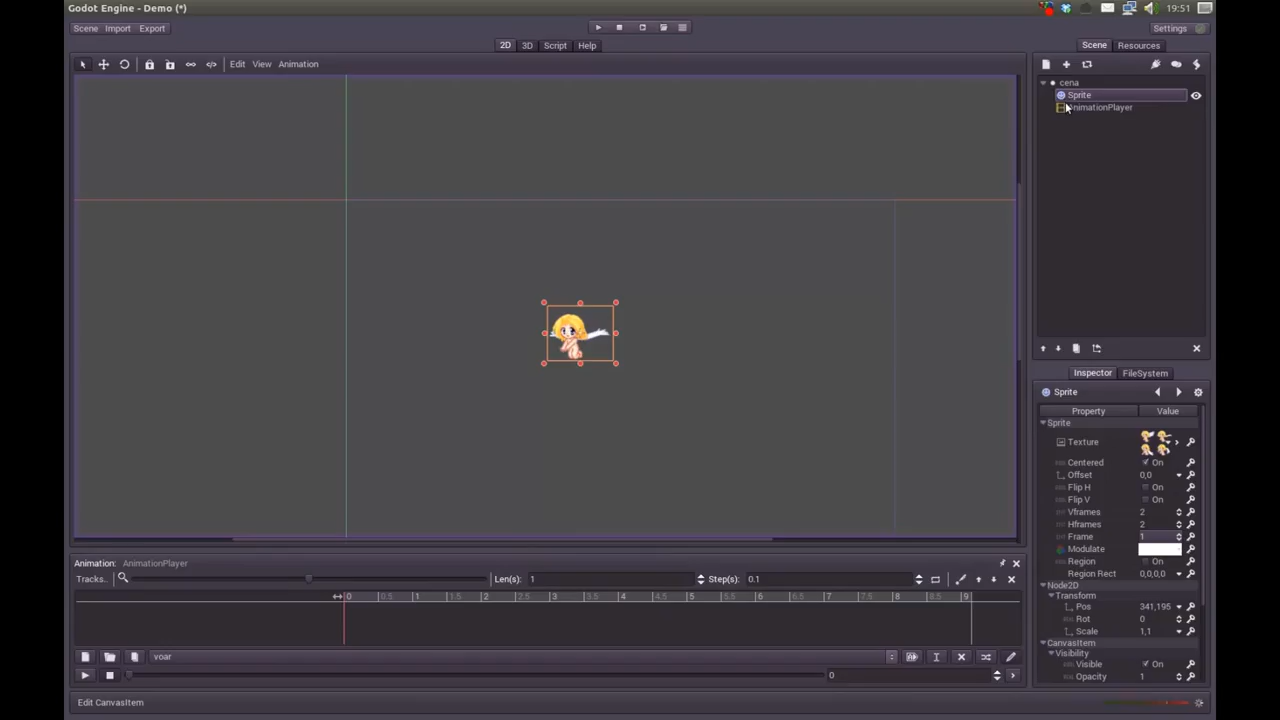 Godot Engine - Demo (*)
19:51
Scene Import Export
Settings
2D 3D Script Help
Scene Resources
Edit View Animation
cena
Sprite
AnimationPlayer
Inspector FileSystem
Sprite
Property Value
Sprite
Texture
Centered On
Offset 0,0
Flip H On
Flip V On
Vframes 2
Hframes 2
Frame 1
Modulate
Region On
Region Rect 0,0,0,0
Node2D
Transform
Pos 341,195
Rot 0
Scale 1,1
CanvasItem
Visibility
Visible On
Opacity 1
Animation: AnimationPlayer
Tracks.. Len(s): 1 Step(s): 0.1
0 0.5 1 1.5 2 2.5 3 3.5 4 4.5 5 5.5 6 6.5 7 7.5 8 8.5 9
voar
0
Edit CanvasItem